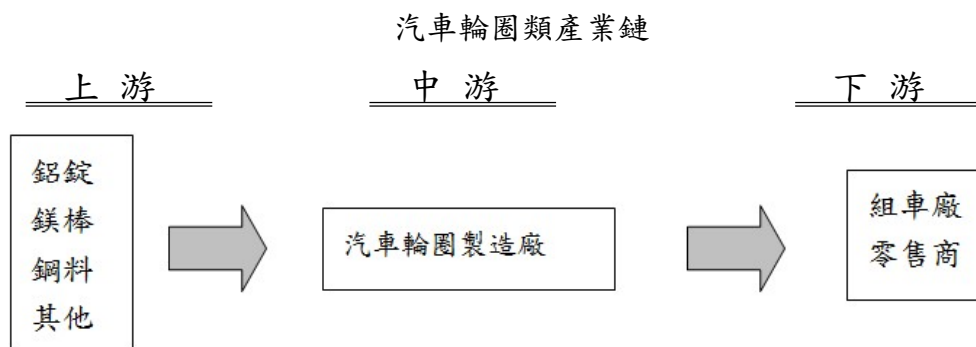 汽車輪圈類產業鏈
上 游
中 游
下 游
鋁錠
鎂棒
鋼料
其他
汽車輪圈製造廠
組車廠
零售商